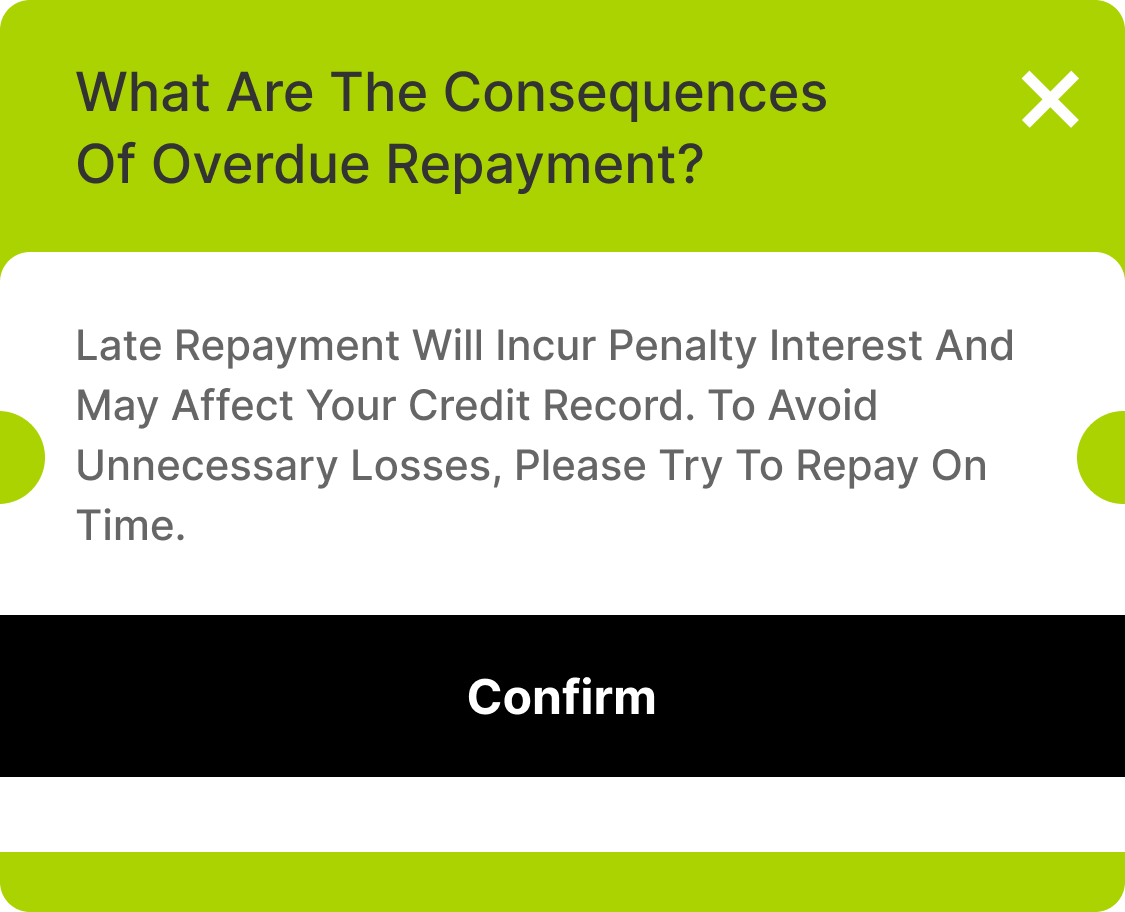 What Are The Consequences
Of Overdue Repayment?
Late Repayment Will Incur Penalty Interest And
May Affect Your Credit Record. To Avoid
Unnecessary Losses, Please Try To Repay On
Time.
Confirm